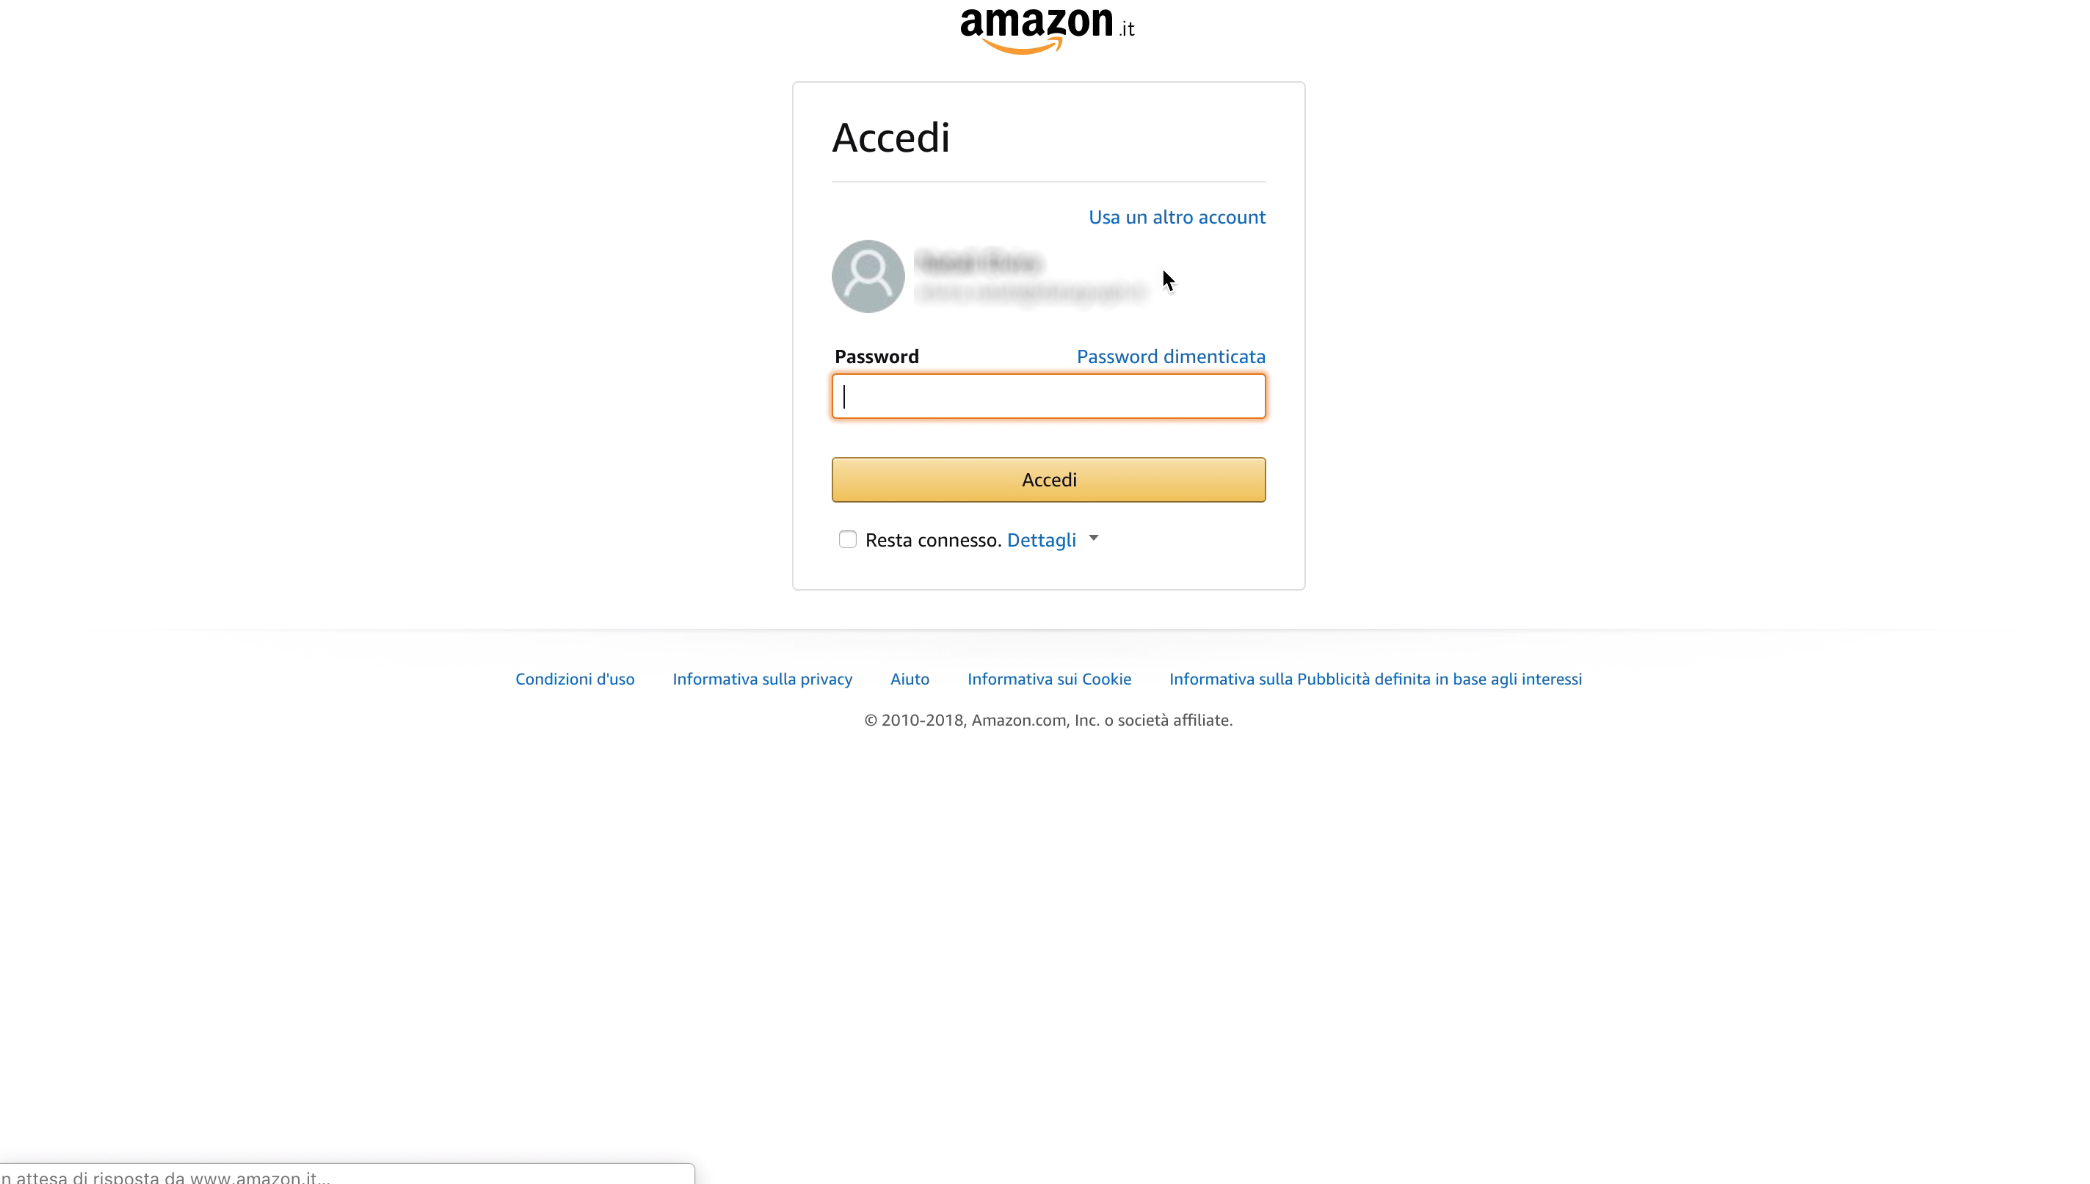 amazon.it
Accedi
Usa un altro account
Password
Password dimenticata
Accedi
Resta connesso. Dettagli
Condizioni d'uso
Informativa sulla privacy
Aiuto
Informativa sui Cookie
Informativa sulla Pubblicità definita in base agli interessi
© 2010-2018, Amazon.com, Inc. o società affiliate.
n attesa di risposta da www.amazon.it...